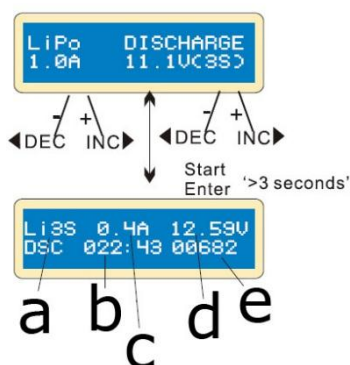 LiPo DISCHARGE
1.0A 11.1V(3S)
- + - +
◀DEC INC▶ ◀DEC INC▶
Start
Enter '>3 seconds'
Li3S 0.4A 12.59V
DSC 022:43 00682
a b c d e